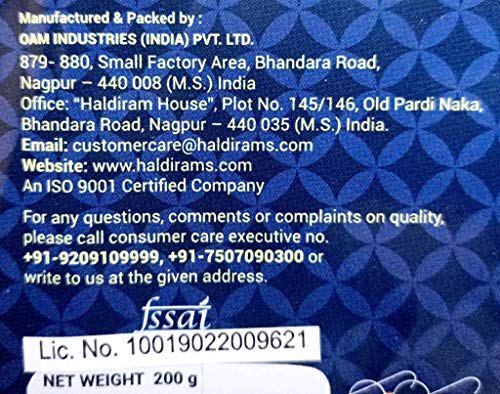 Manufactured & Packed by :
OAM INDUSTRIES (INDIA) PVT. LTD.
879- 880, Small Factory Area, Bhandara Road,
Nagpur – 440 008 (M.S.) India
Office: "Haldiram House", Plot No. 145/146, Old Pardi Naka,
Bhandara Road, Nagpur – 440 035 (M.S.) India.
Email: customercare@haldirams.com
Website: www.haldirams.com
An ISO 9001 Certified Company
For any questions, comments or complaints on quality,
please call consumer care executive no.
+91-9209109999, +91-7507090300 or
write to us at the given address.
fssai
Lic. No. 10019022009621
NET WEIGHT 200 g